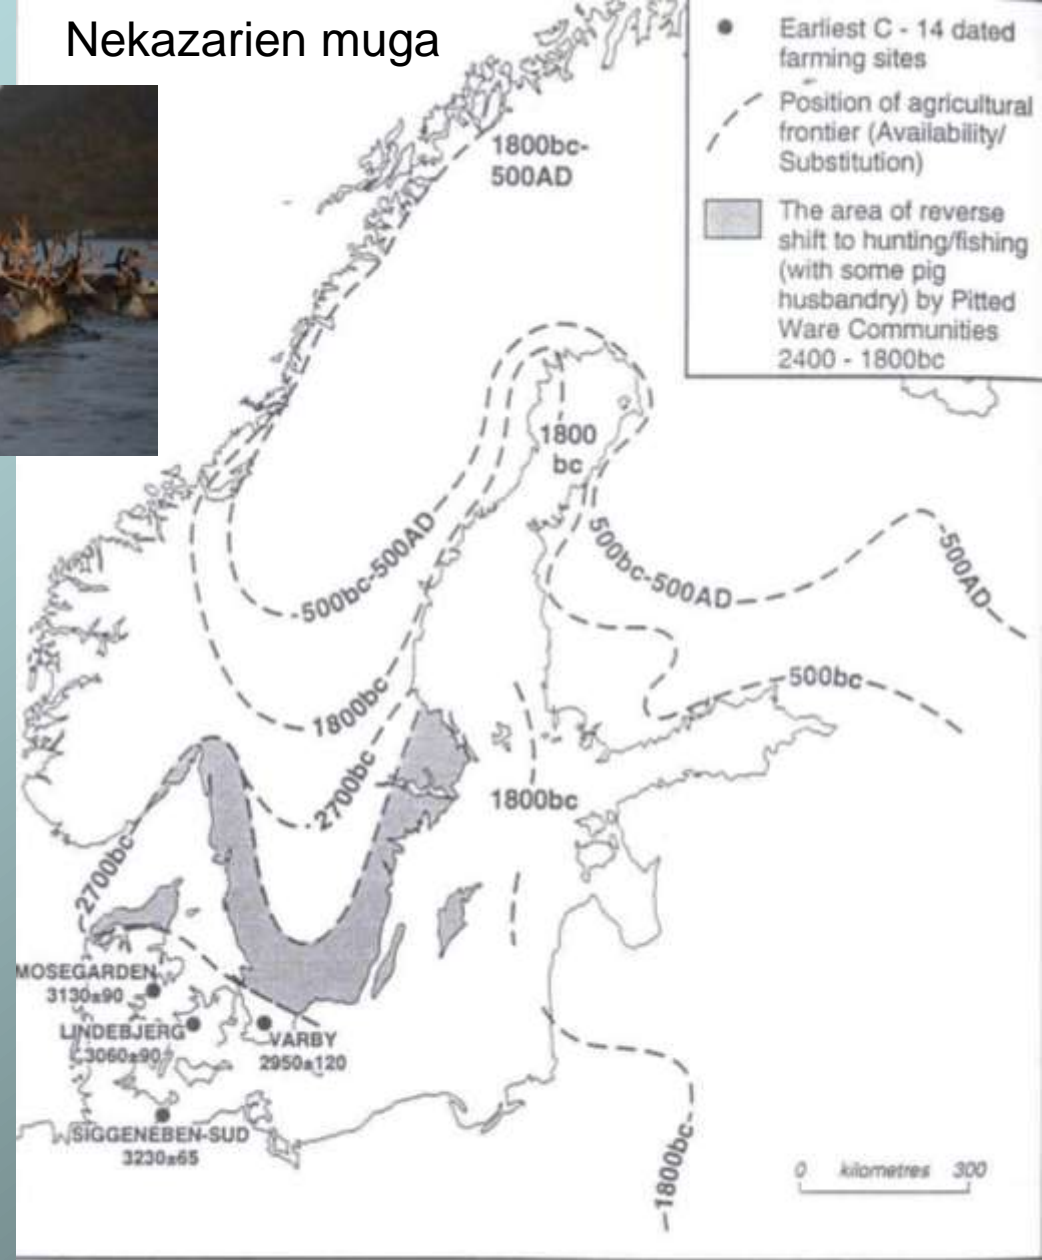 Nekazarien muga
Earliest C - 14 dated
farming sites
Position of agricultural
frontier (Availability/
Substitution)
The area of reverse
shift to hunting/fishing
(with some pig
husbandry) by Pitted
Ware Communities
2400 - 1800bc
1800bc-
500AD
1800
bc
-500bc-500AD
500bc-500AD
-500AD
1800bc
500bc
2700bc
1800bc
2700bc
MOSEGARDEN
3130±90
LINDEBJERG
3060±90
VARBY
2950±120
SIGGENEBEN-SUD
3230±65
1800bc
0 kilometres 300